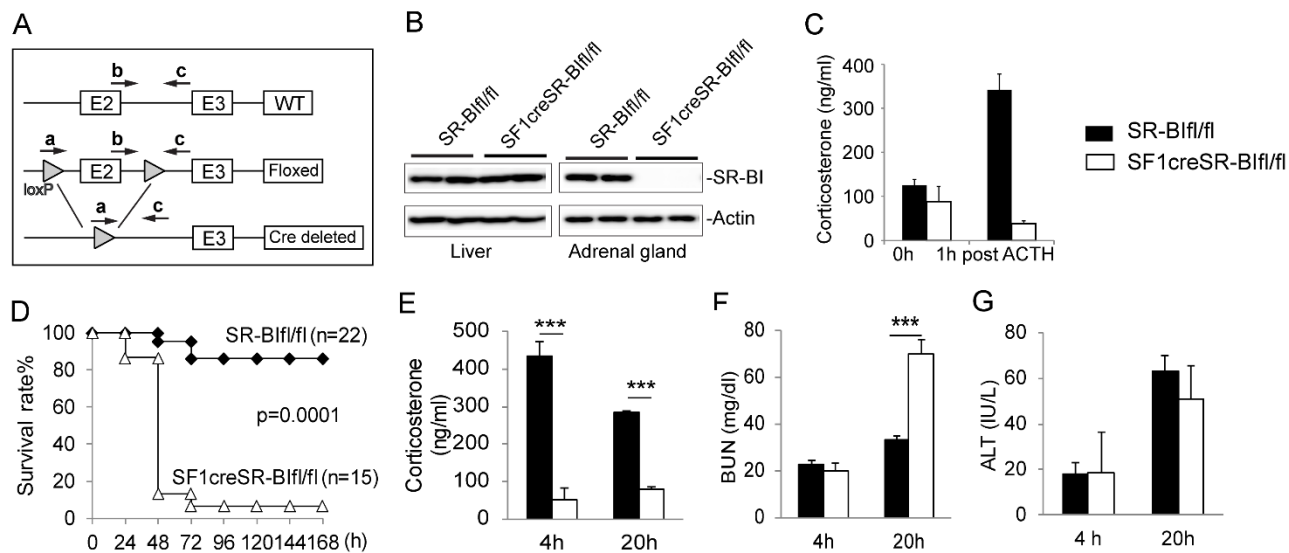 A
b c
E2 E3 WT
a b c
E2 E3 Floxed
loxP
a c
E3 Cre deleted
B
SR-BIfl/fl
SF1creSR-BIfl/fl
SR-BIfl/fl
SF1creSR-BIfl/fl
-SR-BI
-Actin
Liver Adrenal gland
C
Corticosterone (ng/ml)
400
300
200
100
0
0h 1h post ACTH
SR-BIfl/fl
SF1creSR-BIfl/fl
D
Survival rate%
100
80
60
40
20
0
SR-BIfl/fl (n=22)
p=0.0001
SF1creSR-BIfl/fl (n=15)
0 24 48 72 96 120 144 168 (h)
E
Corticosterone
(ng/ml)
500
400
300
200
100
0
***
***
4h 20h
F
BUN (mg/dl)
80
60
40
20
0
***
4h 20h
G
ALT (IU/L)
80
60
40
20
0
4 h 20h